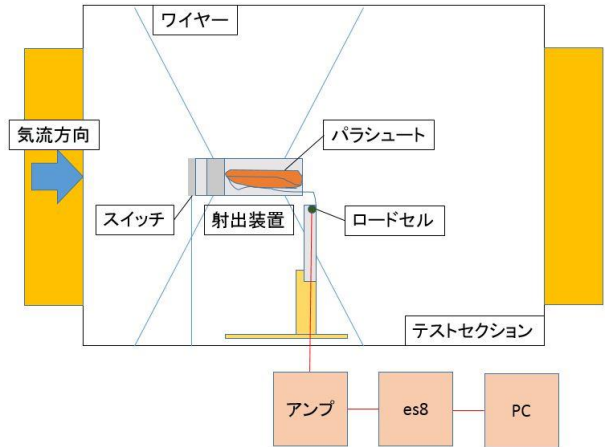 ワイヤー
気流方向
パラシュート
スイッチ
射出装置
ロードセル
テストセクション
アンプ
es8
PC